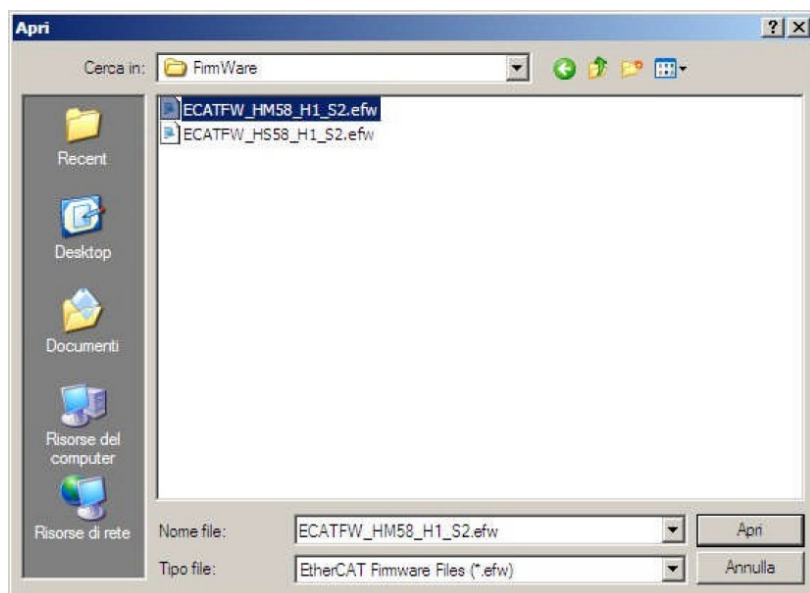 Apri
Cerca in: FirmWare
ECATFW_HM58_H1_S2.efw
ECATFW_HS58_H1_S2.efw
Recent
Desktop
Documenti
Risorse del
computer
Risorse di rete
Nome file: ECATFW_HM58_H1_S2.efw Apri
Tipo file: EtherCAT Firmware Files (*.efw) Annulla